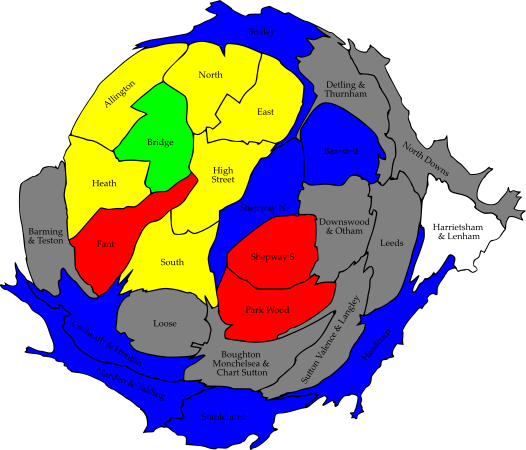 Boxley
Allington
North
Detling &
Thurnham
East
Bridge
Bearsted
North Downs
High
Street
Heath
Shepway N.
Barming
& Teston
Fant
Downswood
& Otham
Leeds
Harrietsham
& Lenham
Shepway S.
South
Park Wood
Loose
Sutton Valence & Langley
Headcorn
Coxheath & Hunton
Boughton
Monchelsea &
Chart Sutton
Marden & Yalding
Staplehurst